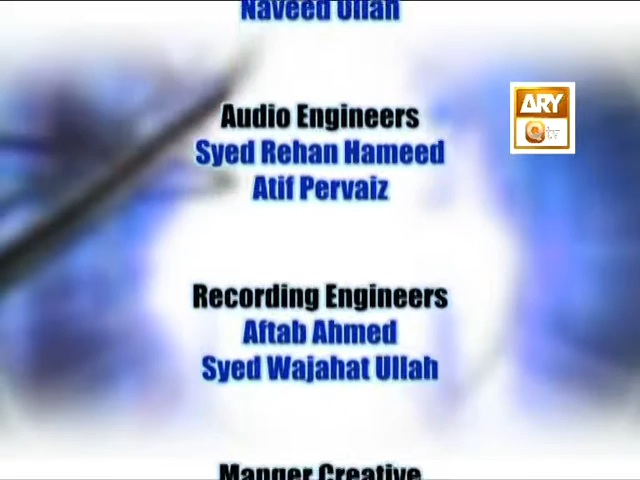 Naveed Ullah
ARY
Qtv
Audio Engineers
Syed Rehan Hameed
Atif Pervaiz
Recording Engineers
Aftab Ahmed
Syed Wajahat Ullah
Manger Creative